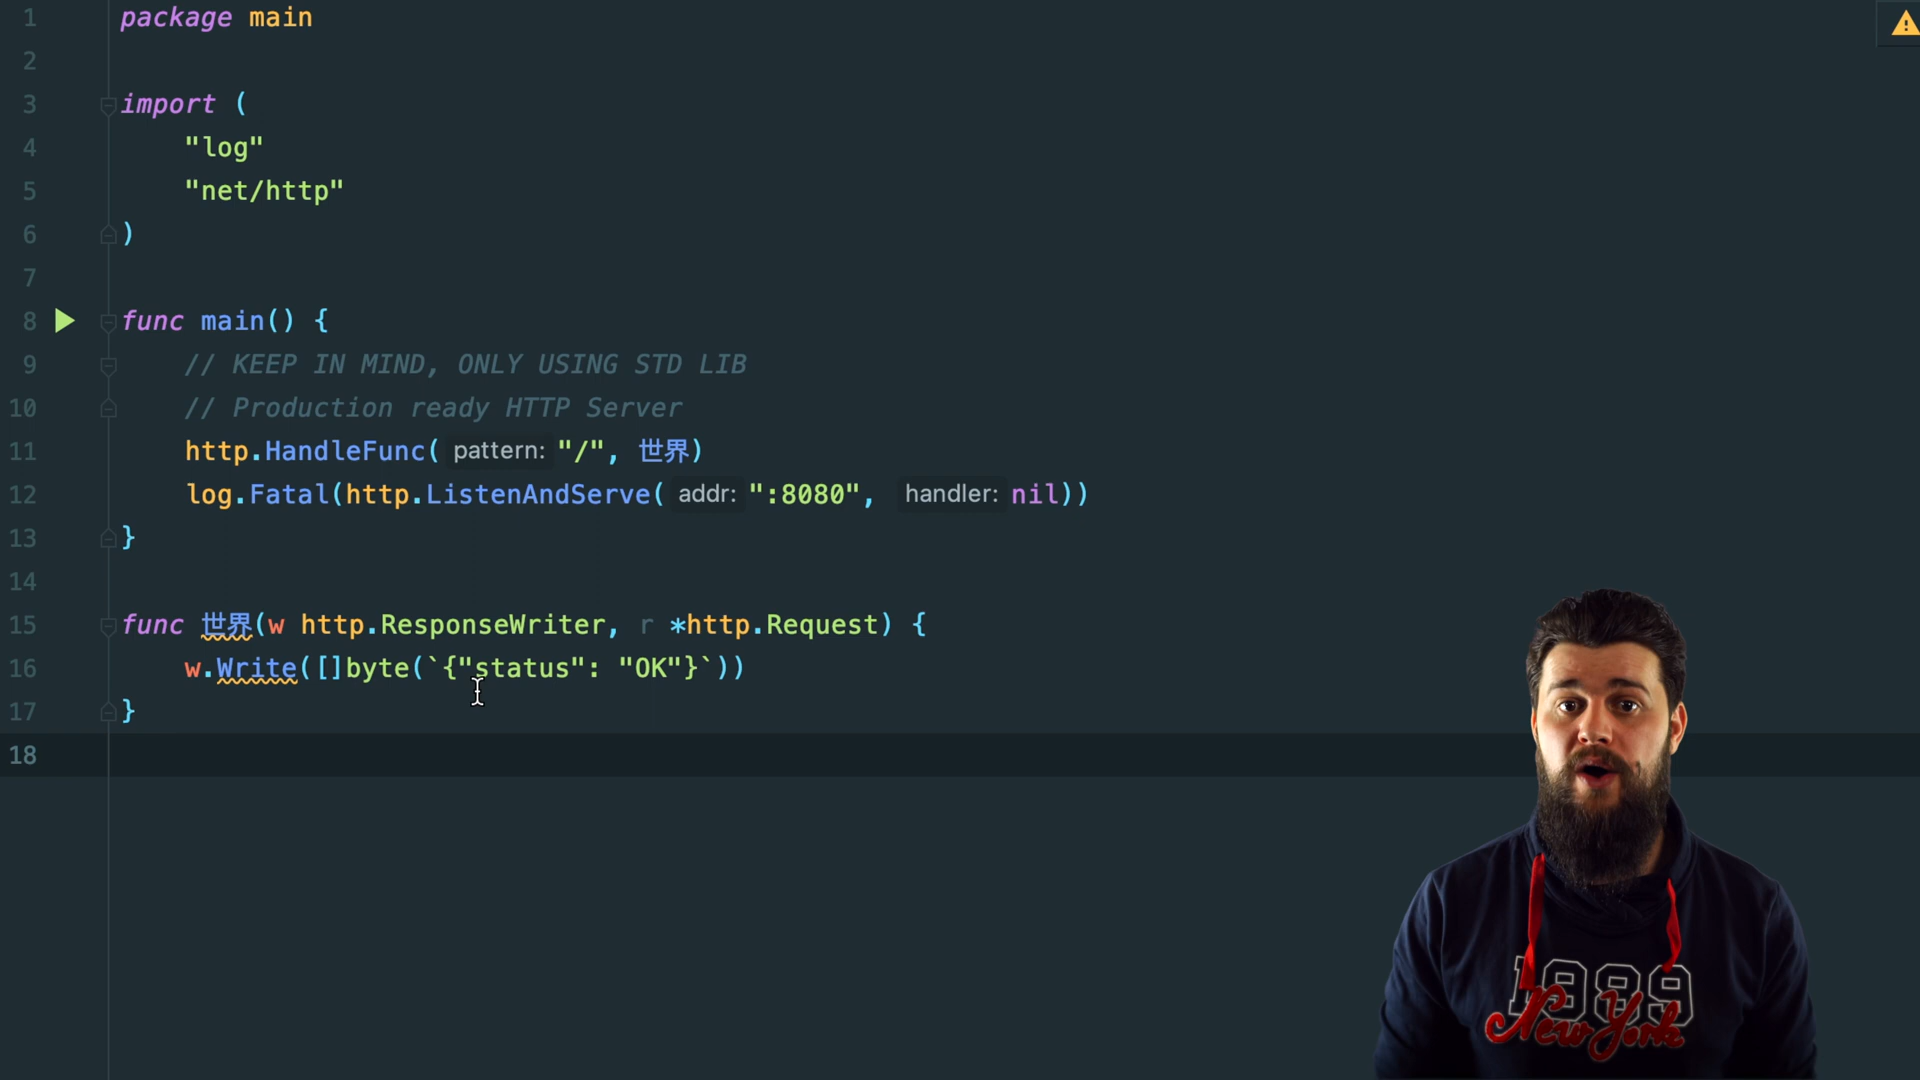 1 package main
2
3 import (
4 "log"
5 "net/http"
6 )
7
8 func main() {
9 // KEEP IN MIND, ONLY USING STD LIB
10 // Production ready HTTP Server
11 http.HandleFunc( pattern: "/", 世界)
12 log.Fatal(http.ListenAndServe( addr: ":8080", handler: nil))
13 }
14
15 func 世界(w http.ResponseWriter, r *http.Request) {
16 w.Write([]byte(`{"status": "OK"}`))
17 }
18
1989
New York